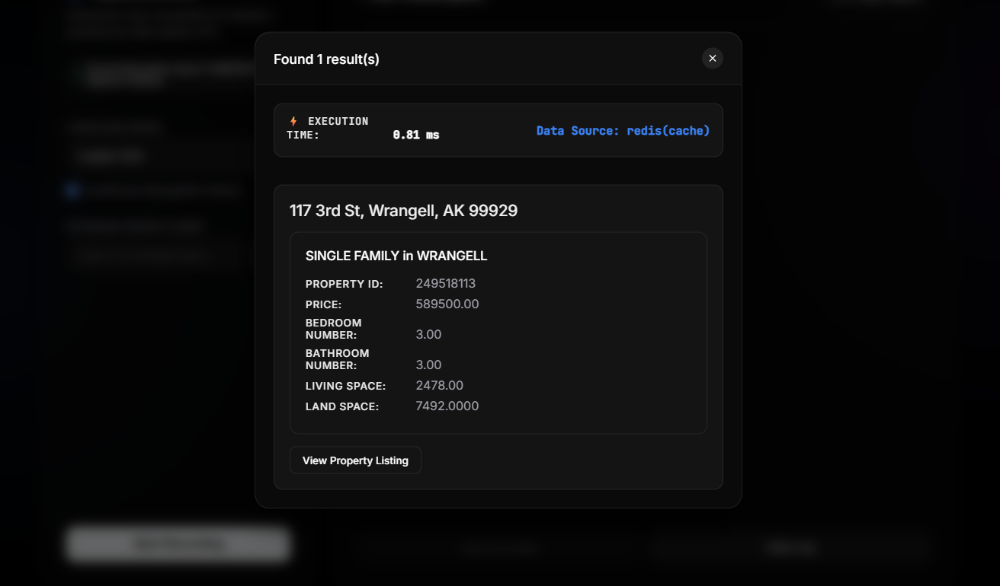 Found 1 result(s)
⚡ EXECUTION
TIME:
0.81 ms
Data Source: redis(cache)
117 3rd St, Wrangell, AK 99929
SINGLE FAMILY in WRANGELL
PROPERTY ID: 249518113
PRICE: 589500.00
BEDROOM
NUMBER: 3.00
BATHROOM
NUMBER: 3.00
LIVING SPACE: 2478.00
LAND SPACE: 7492.0000
View Property Listing